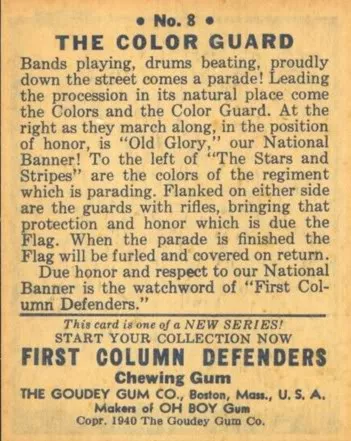 • No. 8 •
THE COLOR GUARD
Bands playing, drums beating, proudly
down the street comes a parade! Leading
the procession in its natural place come
the Colors and the Color Guard. At the
right as they march along, in the position
of honor, is "Old Glory," our National
Banner! To the left of "The Stars and
Stripes" are the colors of the regiment
which is parading. Flanked on either side
are the guards with rifles, bringing that
protection and honor which is due the
Flag. When the parade is finished the
Flag will be furled and covered on return.
Due honor and respect to our National
Banner is the watchword of "First Col-
umn Defenders."
This card is one of a NEW SERIES!
START YOUR COLLECTION NOW
FIRST COLUMN DEFENDERS
Chewing Gum
THE GOUDEY GUM CO., Boston, Mass., U. S. A.
Makers of OH BOY Gum
Copr. 1940 The Goudey Gum Co.